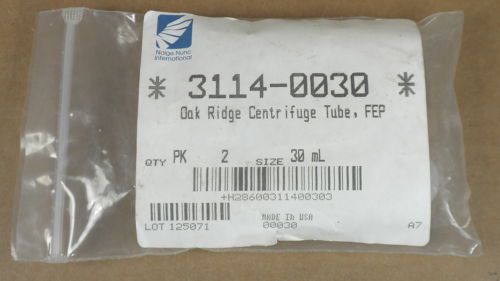 Nalge Nunc
International
* 3114-0030 *
Oak Ridge Centrifuge Tube, FEP
QTY PK 2 SIZE 30 mL
+H28600311400303
LOT 125071 MADE IN USA
00030 A7